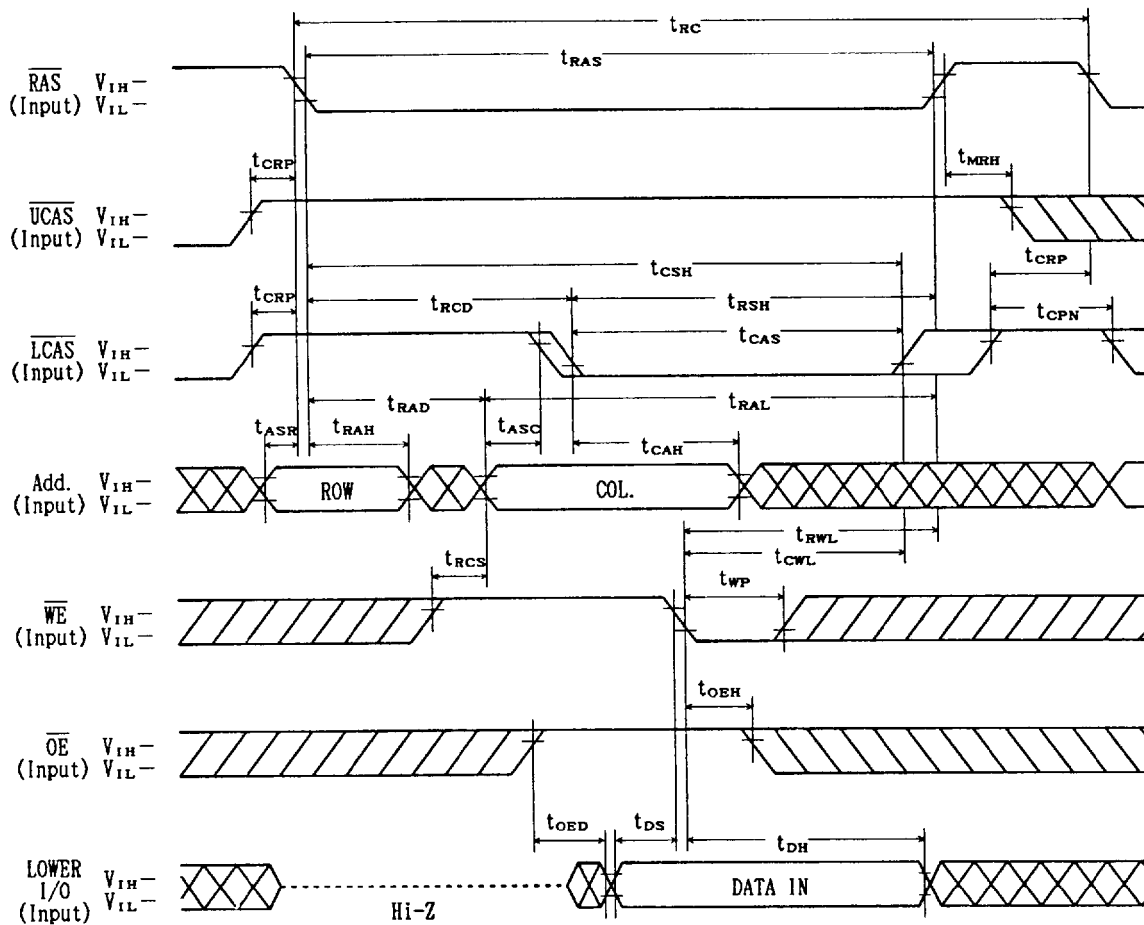 tRC
tRAS
RAS VIH
(Input) VIL
tCRP
tMRH
UCAS VIH
(Input) VIL
tCSH
tCRP
tCRP
tRCD
tRSH
tCPN
tCAS
LCAS VIH
(Input) VIL
tRAD
tRAL
tASR
tRAH
tASC
tCAH
Add. VIH
(Input) VIL
ROW
COL.
tRWL
tCWL
tRCS
tWP
WE VIH
(Input) VIL
tOEH
OE VIH
(Input) VIL
tOED
tDS
tDH
LOWER
I/O VIH
(Input) VIL
DATA IN
Hi-Z